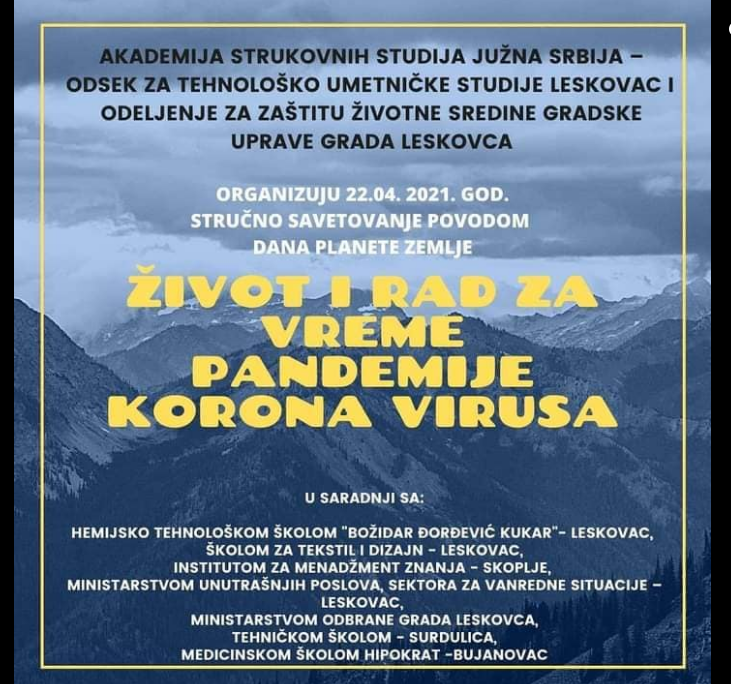 AKADEMIJA STRUKOVNIH STUDIJA JUŽNA SRBIJA –
ODSEK ZA TEHNOLOŠKO UMETNIČKE STUDIJE LESKOVAC I
ODELJENJE ZA ZAŠTITU ŽIVOTNE SREDINE GRADSKE
UPRAVE GRADA LESKOVCA
ORGANIZUJU 22.04. 2021. GOD.
STRUČNO SAVETOVANJE POVODOM
DANA PLANETE ZEMLJE
ŽIVOT I RAD ZA
VREME
PANDEMIJE
KORONA VIRUSA
U SARADNJI SA:
HEMIJSKO TEHNOLOŠKOM ŠKOLOM "BOŽIDAR ĐORĐEVIĆ KUKAR"- LESKOVAC,
ŠKOLOM ZA TEKSTIL I DIZAJN - LESKOVAC,
INSTITUTOM ZA MENADŽMENT ZNANJA - SKOPLJE,
MINISTARSTVOM UNUTRAŠNJIH POSLOVA, SEKTORA ZA VANREDNE SITUACIJE –
LESKOVAC,
MINISTARSTVOM ODBRANE GRADA LESKOVCA,
TEHNIČKOM ŠKOLOM - SURDULICA,
MEDICINSKOM ŠKOLOM HIPOKRAT -BUJANOVAC